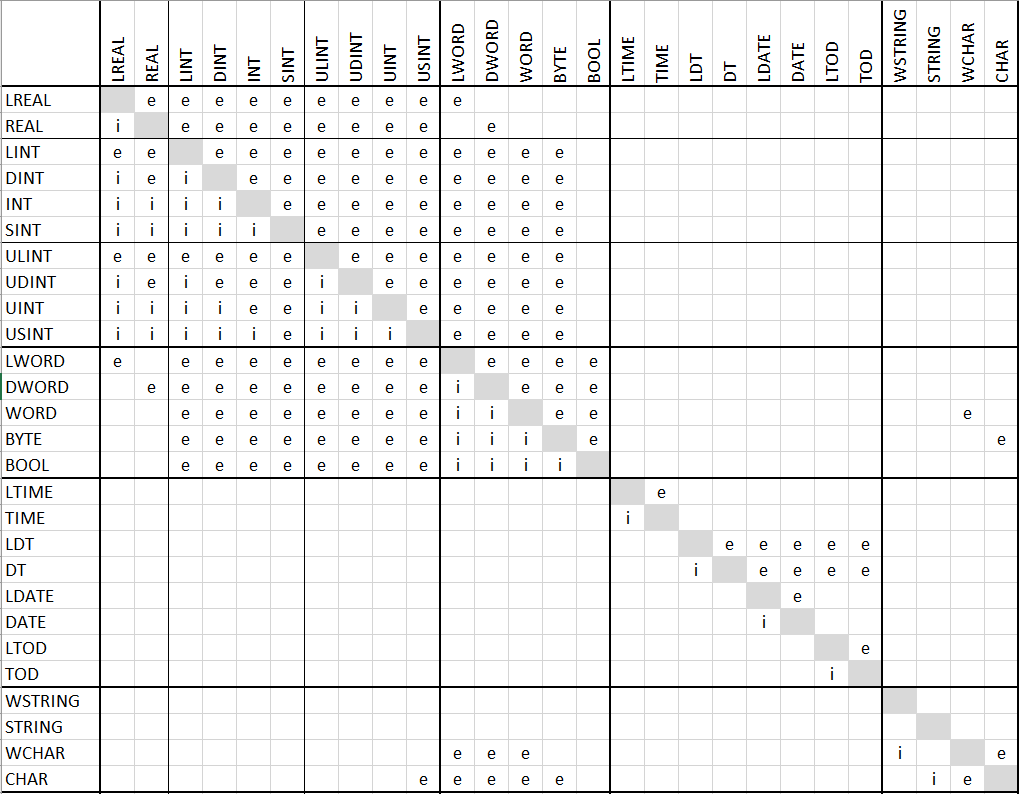 LREAL REAL LINT DINT INT SINT ULINT UDINT UINT USINT LWORD DWORD WORD BYTE BOOL LTIME TIME LDT DT LDATE DATE LTOD TOD WSTRING STRING WCHAR CHAR
LREAL e e e e e e e e e e
REAL i e e e e e e e e e
LINT e e e e e e e e e e e e e
DINT i e i e e e e e e e e e e
INT i i i i e e e e e e e e e
SINT i i i i i e e e e e e e e
ULINT e e e e e e e e e e e e e
UDINT i e i e e e i e e e e e e
UINT i i i i e e i i e e e e e
USINT i i i i i e i i i e e e e
LWORD e e e e e e e e e e e e e
DWORD e e e e e e e e e i e e e
WORD e e e e e e e e i i e e e
BYTE e e e e e e e e i i i e e
BOOL e e e e e e e e i i i i
LTIME e
TIME i
LDT e e e e e
DT i e e e e
LDATE e
DATE i
LTOD e
TOD i
WSTRING
STRING
WCHAR e e e i e
CHAR e e e e e i e